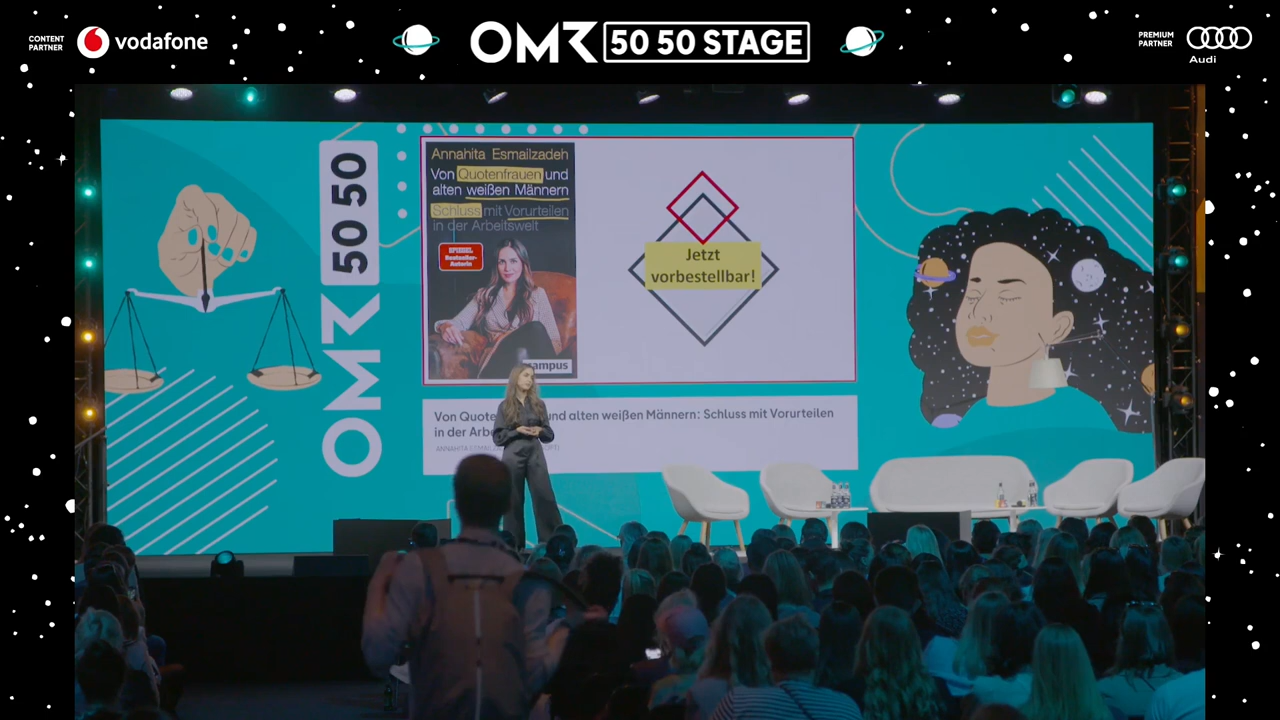 CONTENT
PARTNER
vodafone
OMR 50 50 STAGE
PREMIUM
PARTNER
Audi
OMR 50 50
Annahita Esmailzadeh
Von Quotenfrauen und
alten weißen Männern
Schluss mit Vorurteilen
in der Arbeitswelt
Bestseller-
Autorin
campus
Jetzt
vorbestellbar!
Von Quote und alten weißen Männern: Schluss mit Vorurteilen
in der Arbe